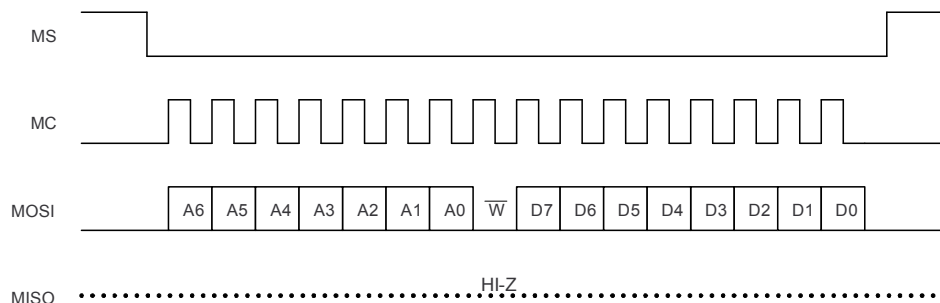 MS
MC
MOSI A6 A5 A4 A3 A2 A1 A0 W̅ D7 D6 D5 D4 D3 D2 D1 D0
HI-Z
MISO